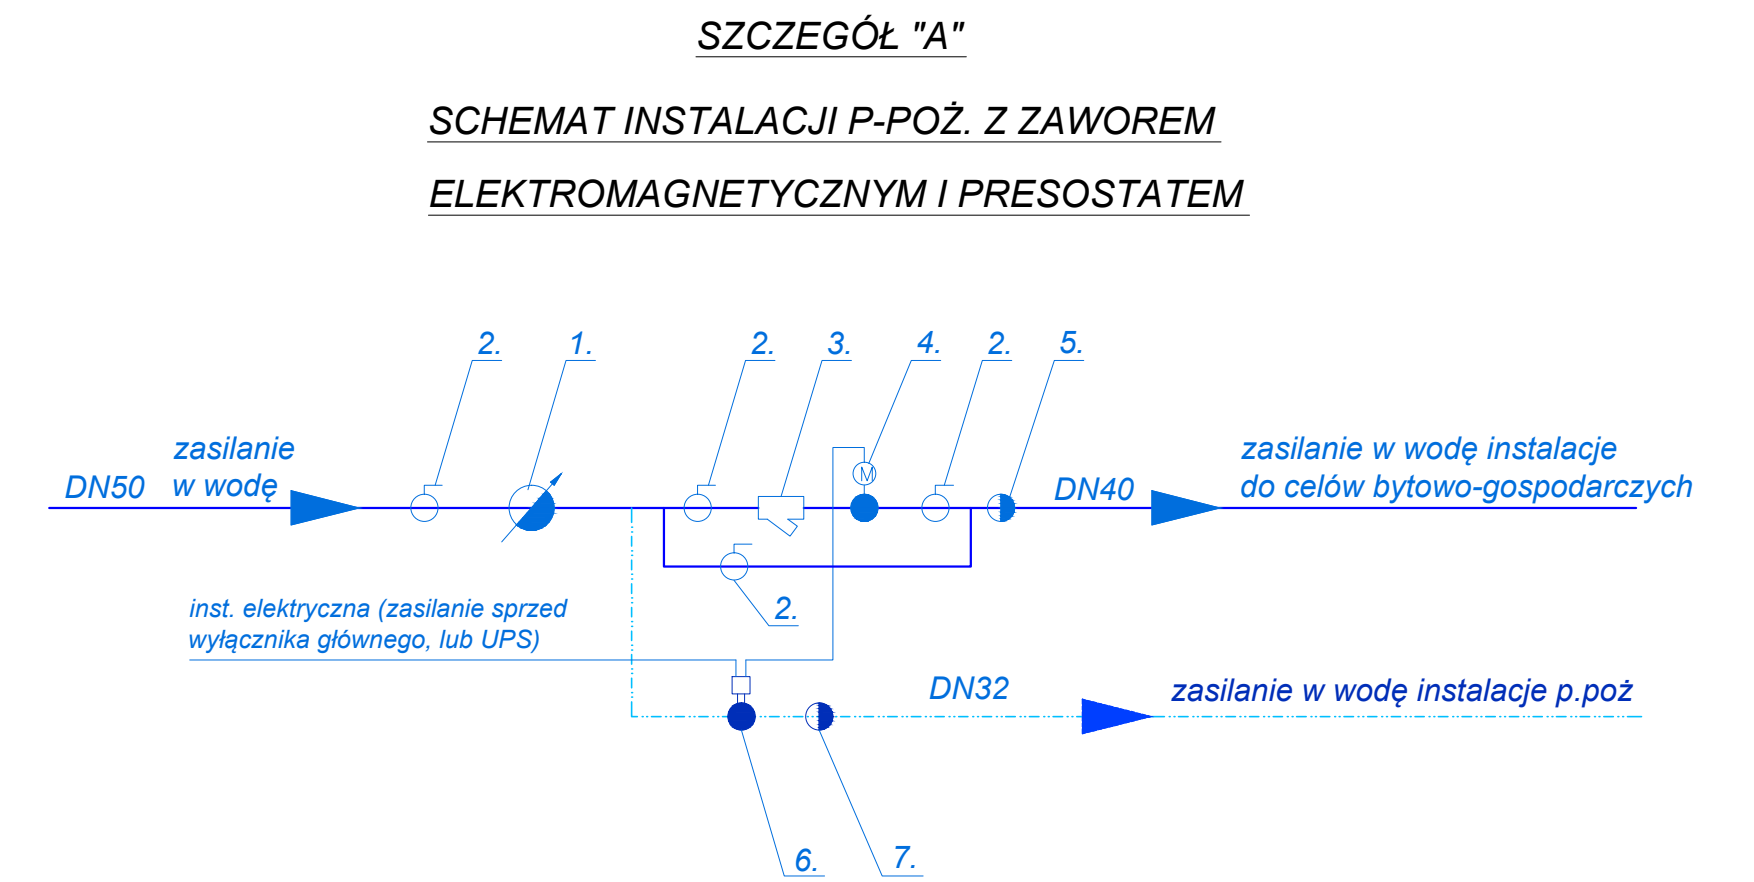 SZCZEGÓŁ "A"
SCHEMAT INSTALACJI P-POŻ. Z ZAWOREM
ELEKTROMAGNETYCZNYM I PRESOSTATEM
2.
1.
2.
3.
4.
2.
5.
zasilanie
w wodę
DN50
M
DN40
zasilanie w wodę instalacje
do celów bytowo-gospodarczych
inst. elektryczna (zasilanie sprzed
wyłącznika głównego, lub UPS)
2.
DN32
zasilanie w wodę instalacje p.poż
6.
7.